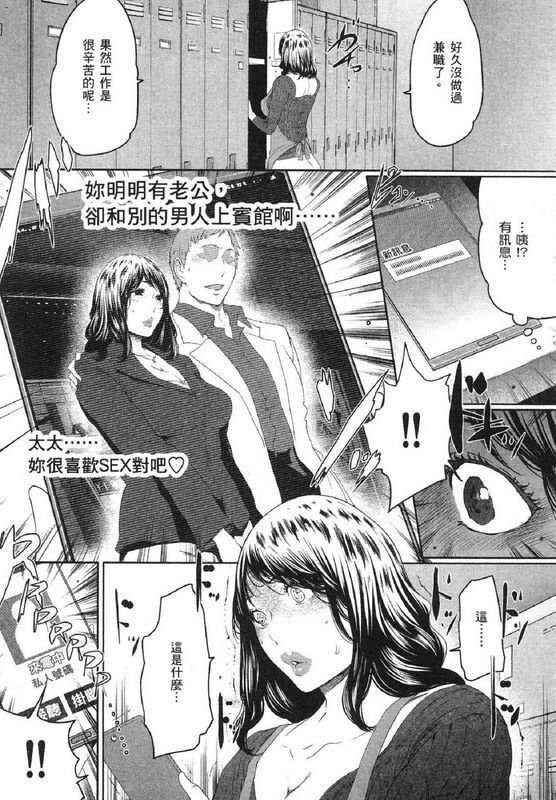 好久沒做過
兼職了。
果然工作是
很辛苦的呢…
…咦!?
有訊息…
新訊息
妳明明有老公，
卻和別的男人上賓館啊……
太太……
妳很喜歡SEX對吧♡
!!
這…
這是什麼…
來電中
私人號碼
掛斷
!!